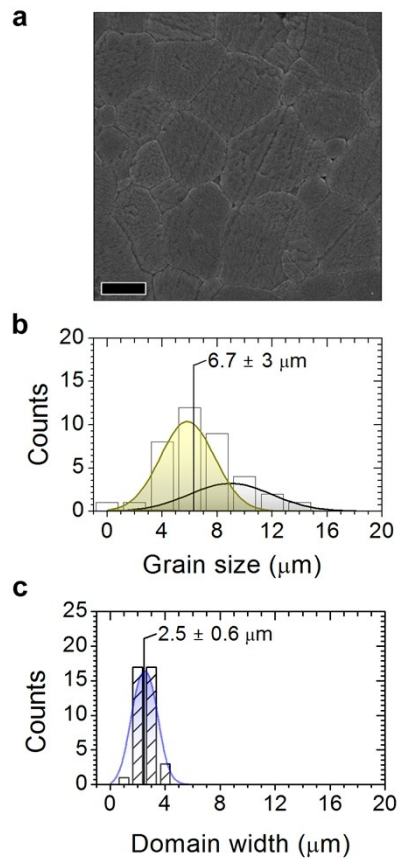 a
b
20
15
10
5
0
Counts
6.7 ± 3 μm
0 4 8 12 16 20
Grain size (μm)
c
25
20
15
10
5
0
Counts
2.5 ± 0.6 μm
0 4 8 12 16 20
Domain width (μm)